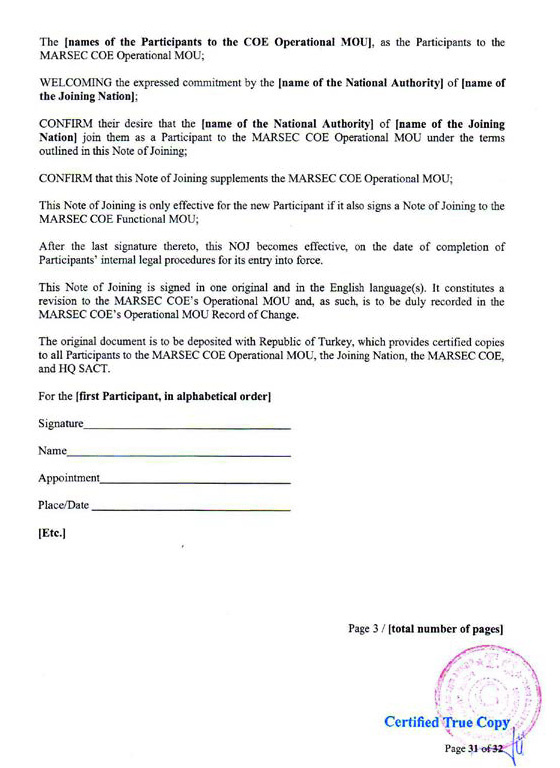 The [names of the Participants to the COE Operational MOU], as the Participants to the
MARSEC COE Operational MOU;
WELCOMING the expressed commitment by the [name of the National Authority] of [name of
the Joining Nation];
CONFIRM their desire that the [name of the National Authority] of [name of the Joining
Nation] join them as a Participant to the MARSEC COE Operational MOU under the terms
outlined in this Note of Joining;
CONFIRM that this Note of Joining supplements the MARSEC COE Operational MOU;
This Note of Joining is only effective for the new Participant if it also signs a Note of Joining to the
MARSEC COE Functional MOU;
After the last signature thereto, this NOJ becomes effective, on the date of completion of
Participants' internal legal procedures for its entry into force.
This Note of Joining is signed in one original and in the English language(s). It constitutes a
revision to the MARSEC COE's Operational MOU and, as such, is to be duly recorded in the
MARSEC COE's Operational MOU Record of Change.
The original document is to be deposited with Republic of Turkey, which provides certified copies
to all Participants to the MARSEC COE Operational MOU, the Joining Nation, the MARSEC COE,
and HQ SACT.
For the [first Participant, in alphabetical order]
Signature
Name
Appointment
Place/Date
[Etc.]
Page 3 / [total number of pages]
Certified True Copy
Page 31 of 32